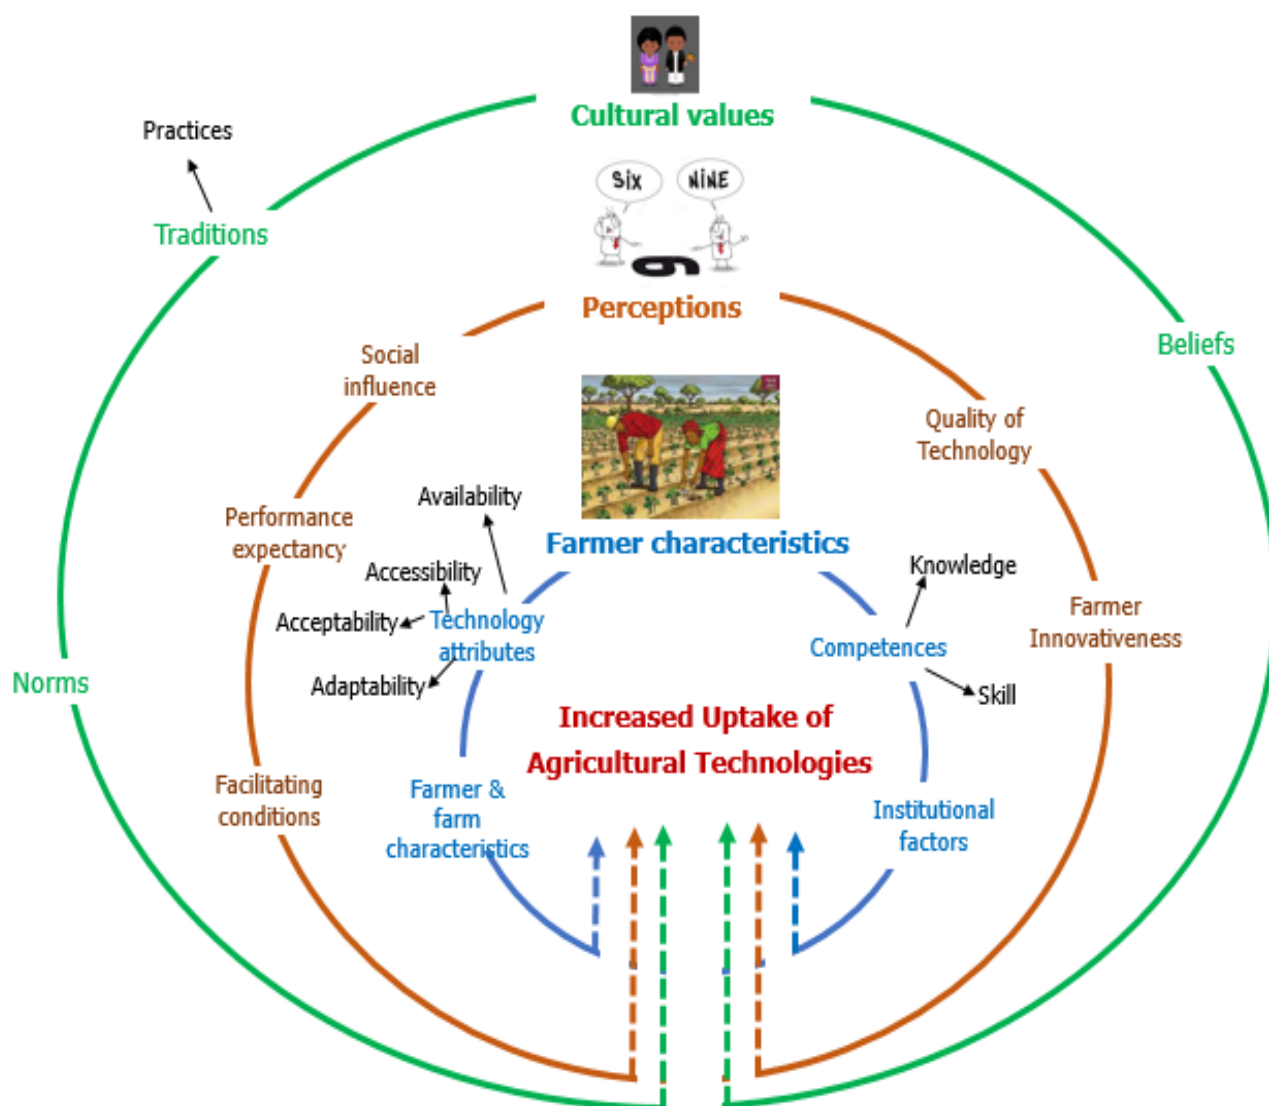 Cultural values
Practices
Traditions
SIX
NINE
6
Perceptions
Beliefs
Social
influence
Quality of
Technology
Availability
Performance
expectancy
Farmer characteristics
Accessibility
Knowledge
Acceptability
Technology
attributes
Farmer
Innovativeness
Competences
Adaptability
Norms
Skill
Increased Uptake of
Agricultural Technologies
Facilitating
conditions
Farmer &
farm
characteristics
Institutional
factors